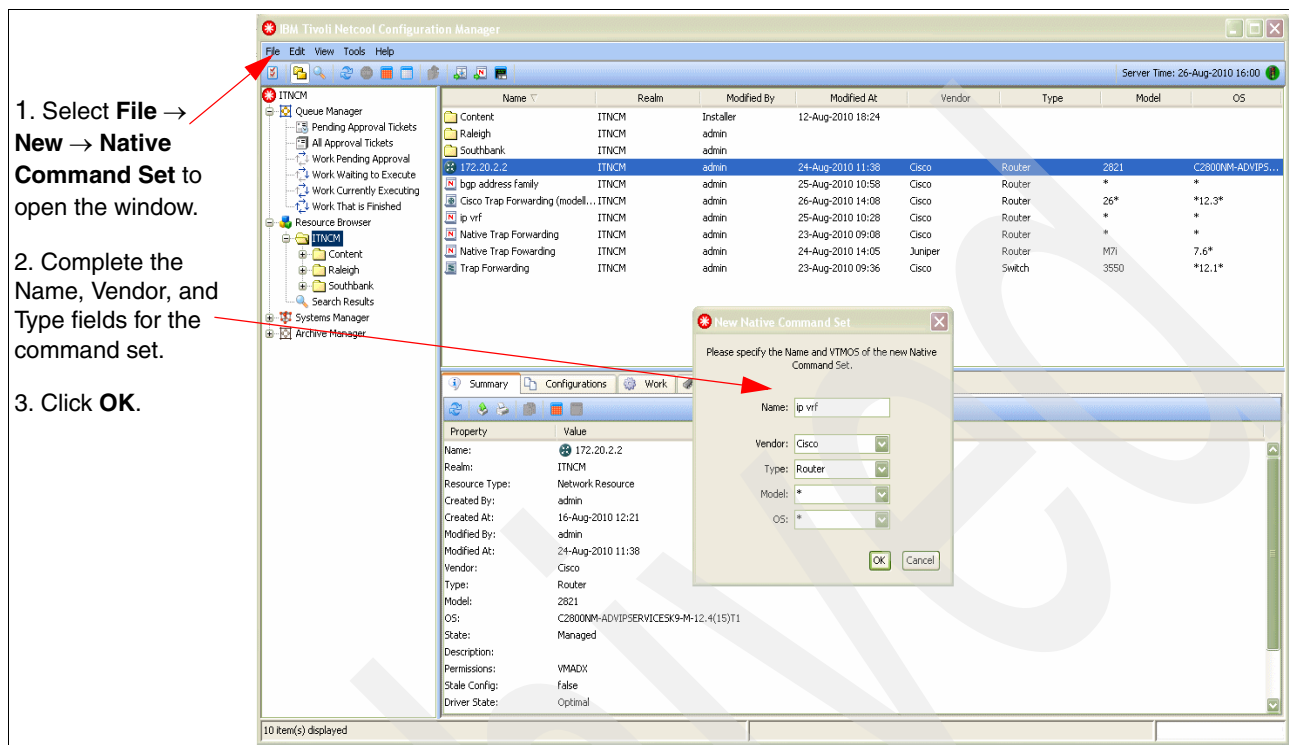 1. Select File →
New → Native
Command Set to
open the window.
2. Complete the
Name, Vendor, and
Type fields for the
command set.
3. Click OK.
IBM Tivoli Netcool Configuration Manager
File Edit View Tools Help
Server Time: 26-Aug-2010 16:00
ITNCM
Queue Manager
Pending Approval Tickets
All Approval Tickets
Work Pending Approval
Work Waiting to Execute
Work Currently Executing
Work That is Finished
Resource Browser
ITNCM
Content
Raleigh
Southbank
Search Results
Systems Manager
Archive Manager
Name Realm Modified By Modified At Vendor Type Model OS
Content ITNCM Installer 12-Aug-2010 18:24
Raleigh ITNCM admin
Southbank ITNCM admin
172.20.2.2 ITNCM admin 24-Aug-2010 11:38 Cisco Router 2821 C2800NM-ADVIPS...
bgp address family ITNCM admin 25-Aug-2010 10:58 Cisco Router * *
Cisco Trap Forwarding (modell... ITNCM admin 26-Aug-2010 14:08 Cisco Router 26* *12.3*
ip vrf ITNCM admin 25-Aug-2010 10:28 Cisco Router * *
Native Trap Forwarding ITNCM admin 23-Aug-2010 09:08 Cisco Router * *
Native Trap Fowarding ITNCM admin 24-Aug-2010 14:05 Juniper Router M7i 7.6*
Trap Forwarding ITNCM admin 23-Aug-2010 09:36 Cisco Switch 3550 *12.1*
New Native Command Set
Please specify the Name and VTMOS of the new Native
Command Set.
Name: ip vrf
Vendor: Cisco
Type: Router
Model: *
OS: *
OK Cancel
Summary Configurations Work
Property Value
Name: 172.20.2.2
Realm: ITNCM
Resource Type: Network Resource
Created By: admin
Created At: 16-Aug-2010 12:21
Modified By: admin
Modified At: 24-Aug-2010 11:38
Vendor: Cisco
Type: Router
Model: 2821
OS: C2800NM-ADVIPSERVICESK9-M-12.4(15)T1
State: Managed
Description:
Permissions: VMADX
Stale Config: false
Driver State: Optimal
10 item(s) displayed